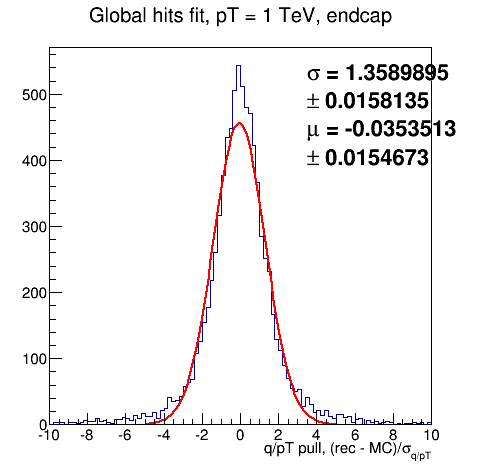 Global hits fit, pT = 1 TeV, endcap
σ = 1.3589895
± 0.0158135
μ = -0.0353513
± 0.0154673
500
400
300
200
100
0
-10 -8 -6 -4 -2 0 2 4 6 8 10
q/pT pull, (rec - MC)/σ_q/pT